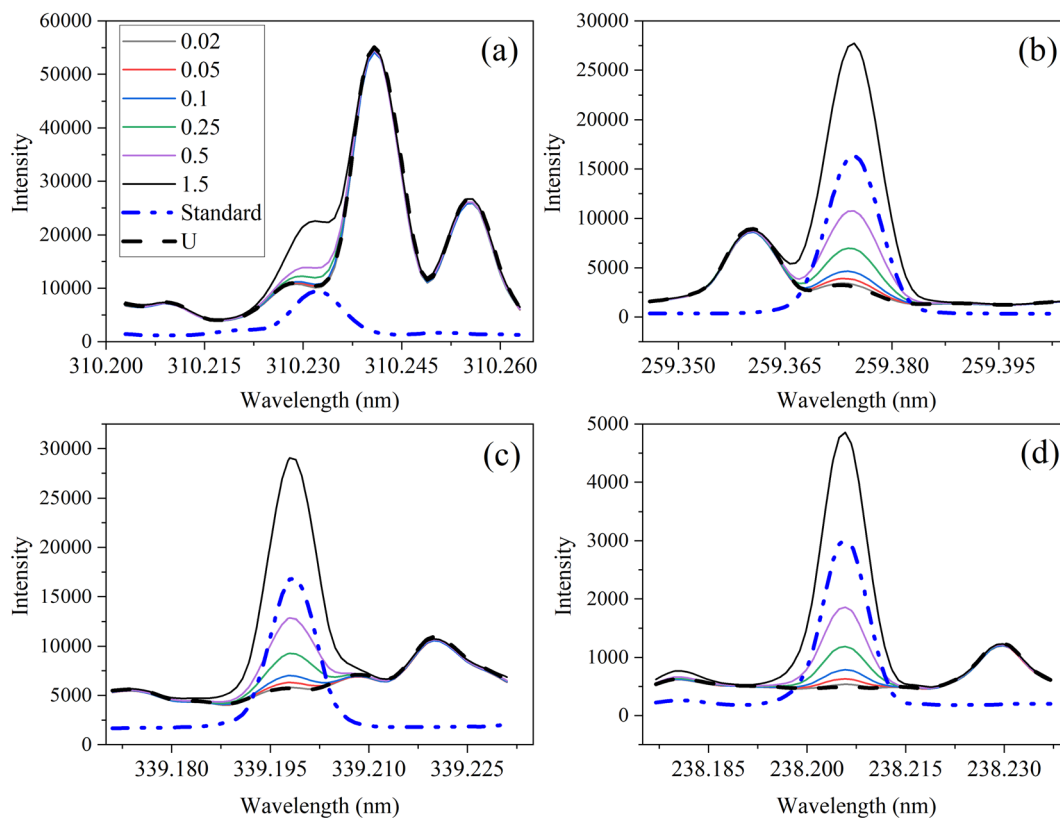 (a)
60000
50000
40000
30000
20000
10000
0
Intensity
0.02
0.05
0.1
0.25
0.5
1.5
Standard
U
310.200 310.215 310.230 310.245 310.260
Wavelength (nm)
(b)
30000
25000
20000
15000
10000
5000
0
Intensity
259.350 259.365 259.380 259.395
Wavelength (nm)
(c)
30000
25000
20000
15000
10000
5000
0
Intensity
339.180 339.195 339.210 339.225
Wavelength (nm)
(d)
5000
4000
3000
2000
1000
0
Intensity
238.185 238.200 238.215 238.230
Wavelength (nm)